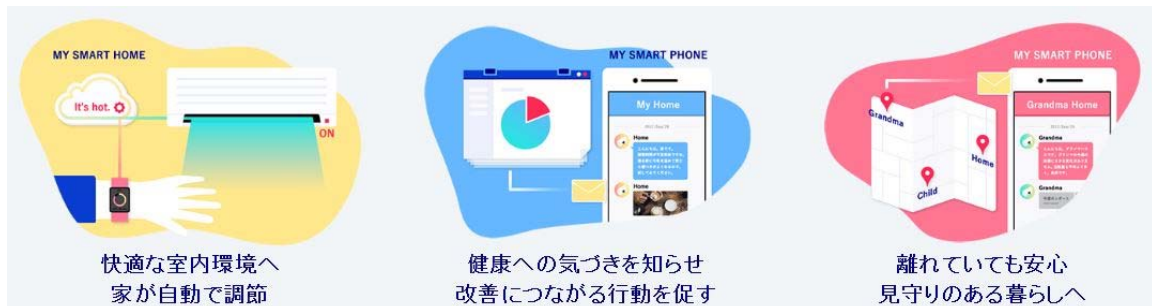 MY SMART HOME
It's hot.
ON
快適な室内環境へ
家が自動で調節
MY SMART PHONE
My Home
Home
Home
健康への気づきを知らせ
改善につながる行動を促す
MY SMART PHONE
Grandma Home
Grandma
Home
Child
Grandma
Grandma
離れていても安心
見守りのある暮らしへ